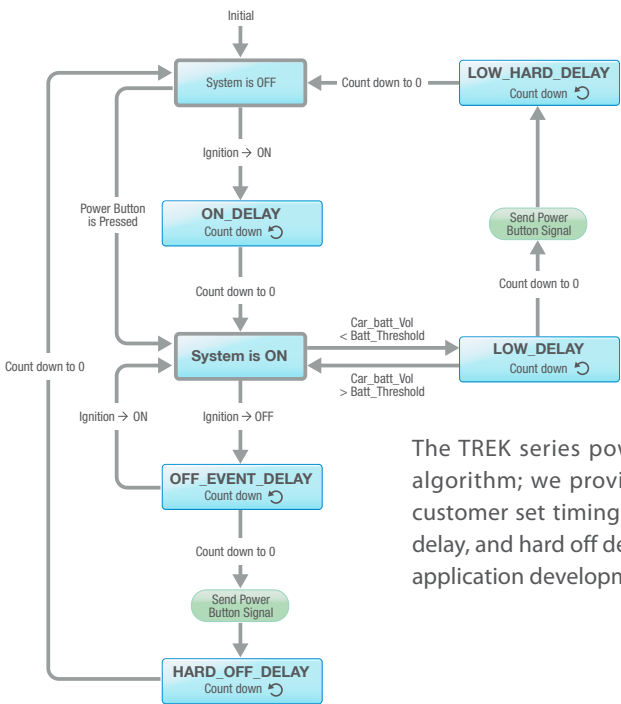 Initial
System is OFF
Count down to 0
LOW_HARD_DELAY
Count down
Ignition → ON
Power Button
is Pressed
ON_DELAY
Count down
Send Power
Button Signal
Count down to 0
Count down to 0
Car_batt_Vol
< Batt_Threshold
System is ON
LOW_DELAY
Count down
Car_batt_Vol
> Batt_Threshold
Count down to 0
Ignition → ON
Ignition → OFF
OFF_EVENT_DELAY
Count down
Count down to 0
Send Power
Button Signal
HARD_OFF_DELAY
Count down
The TREK series pow
algorithm; we provi
customer set timing
delay, and hard off de
application developm